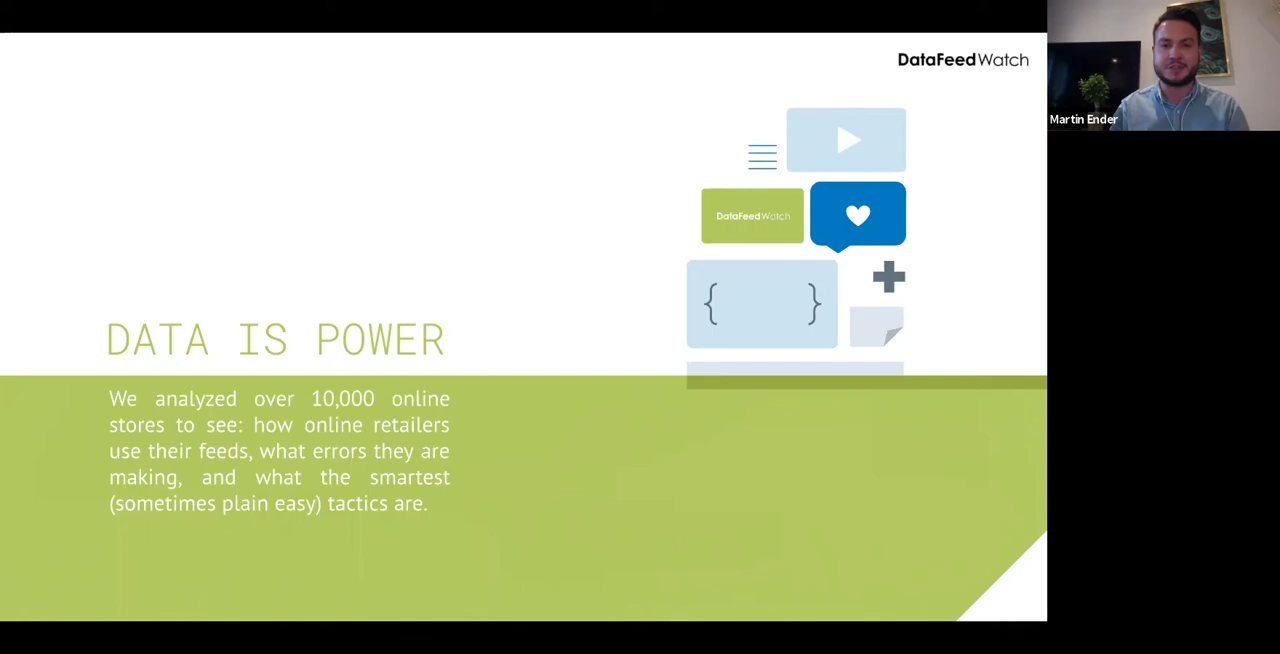 DataFeedWatch
Martin Ender
DataFeedWatch
{ }
DATA IS POWER
We analyzed over 10,000 online
stores to see: how online retailers
use their feeds, what errors they are
making, and what the smartest
(sometimes plain easy) tactics are.